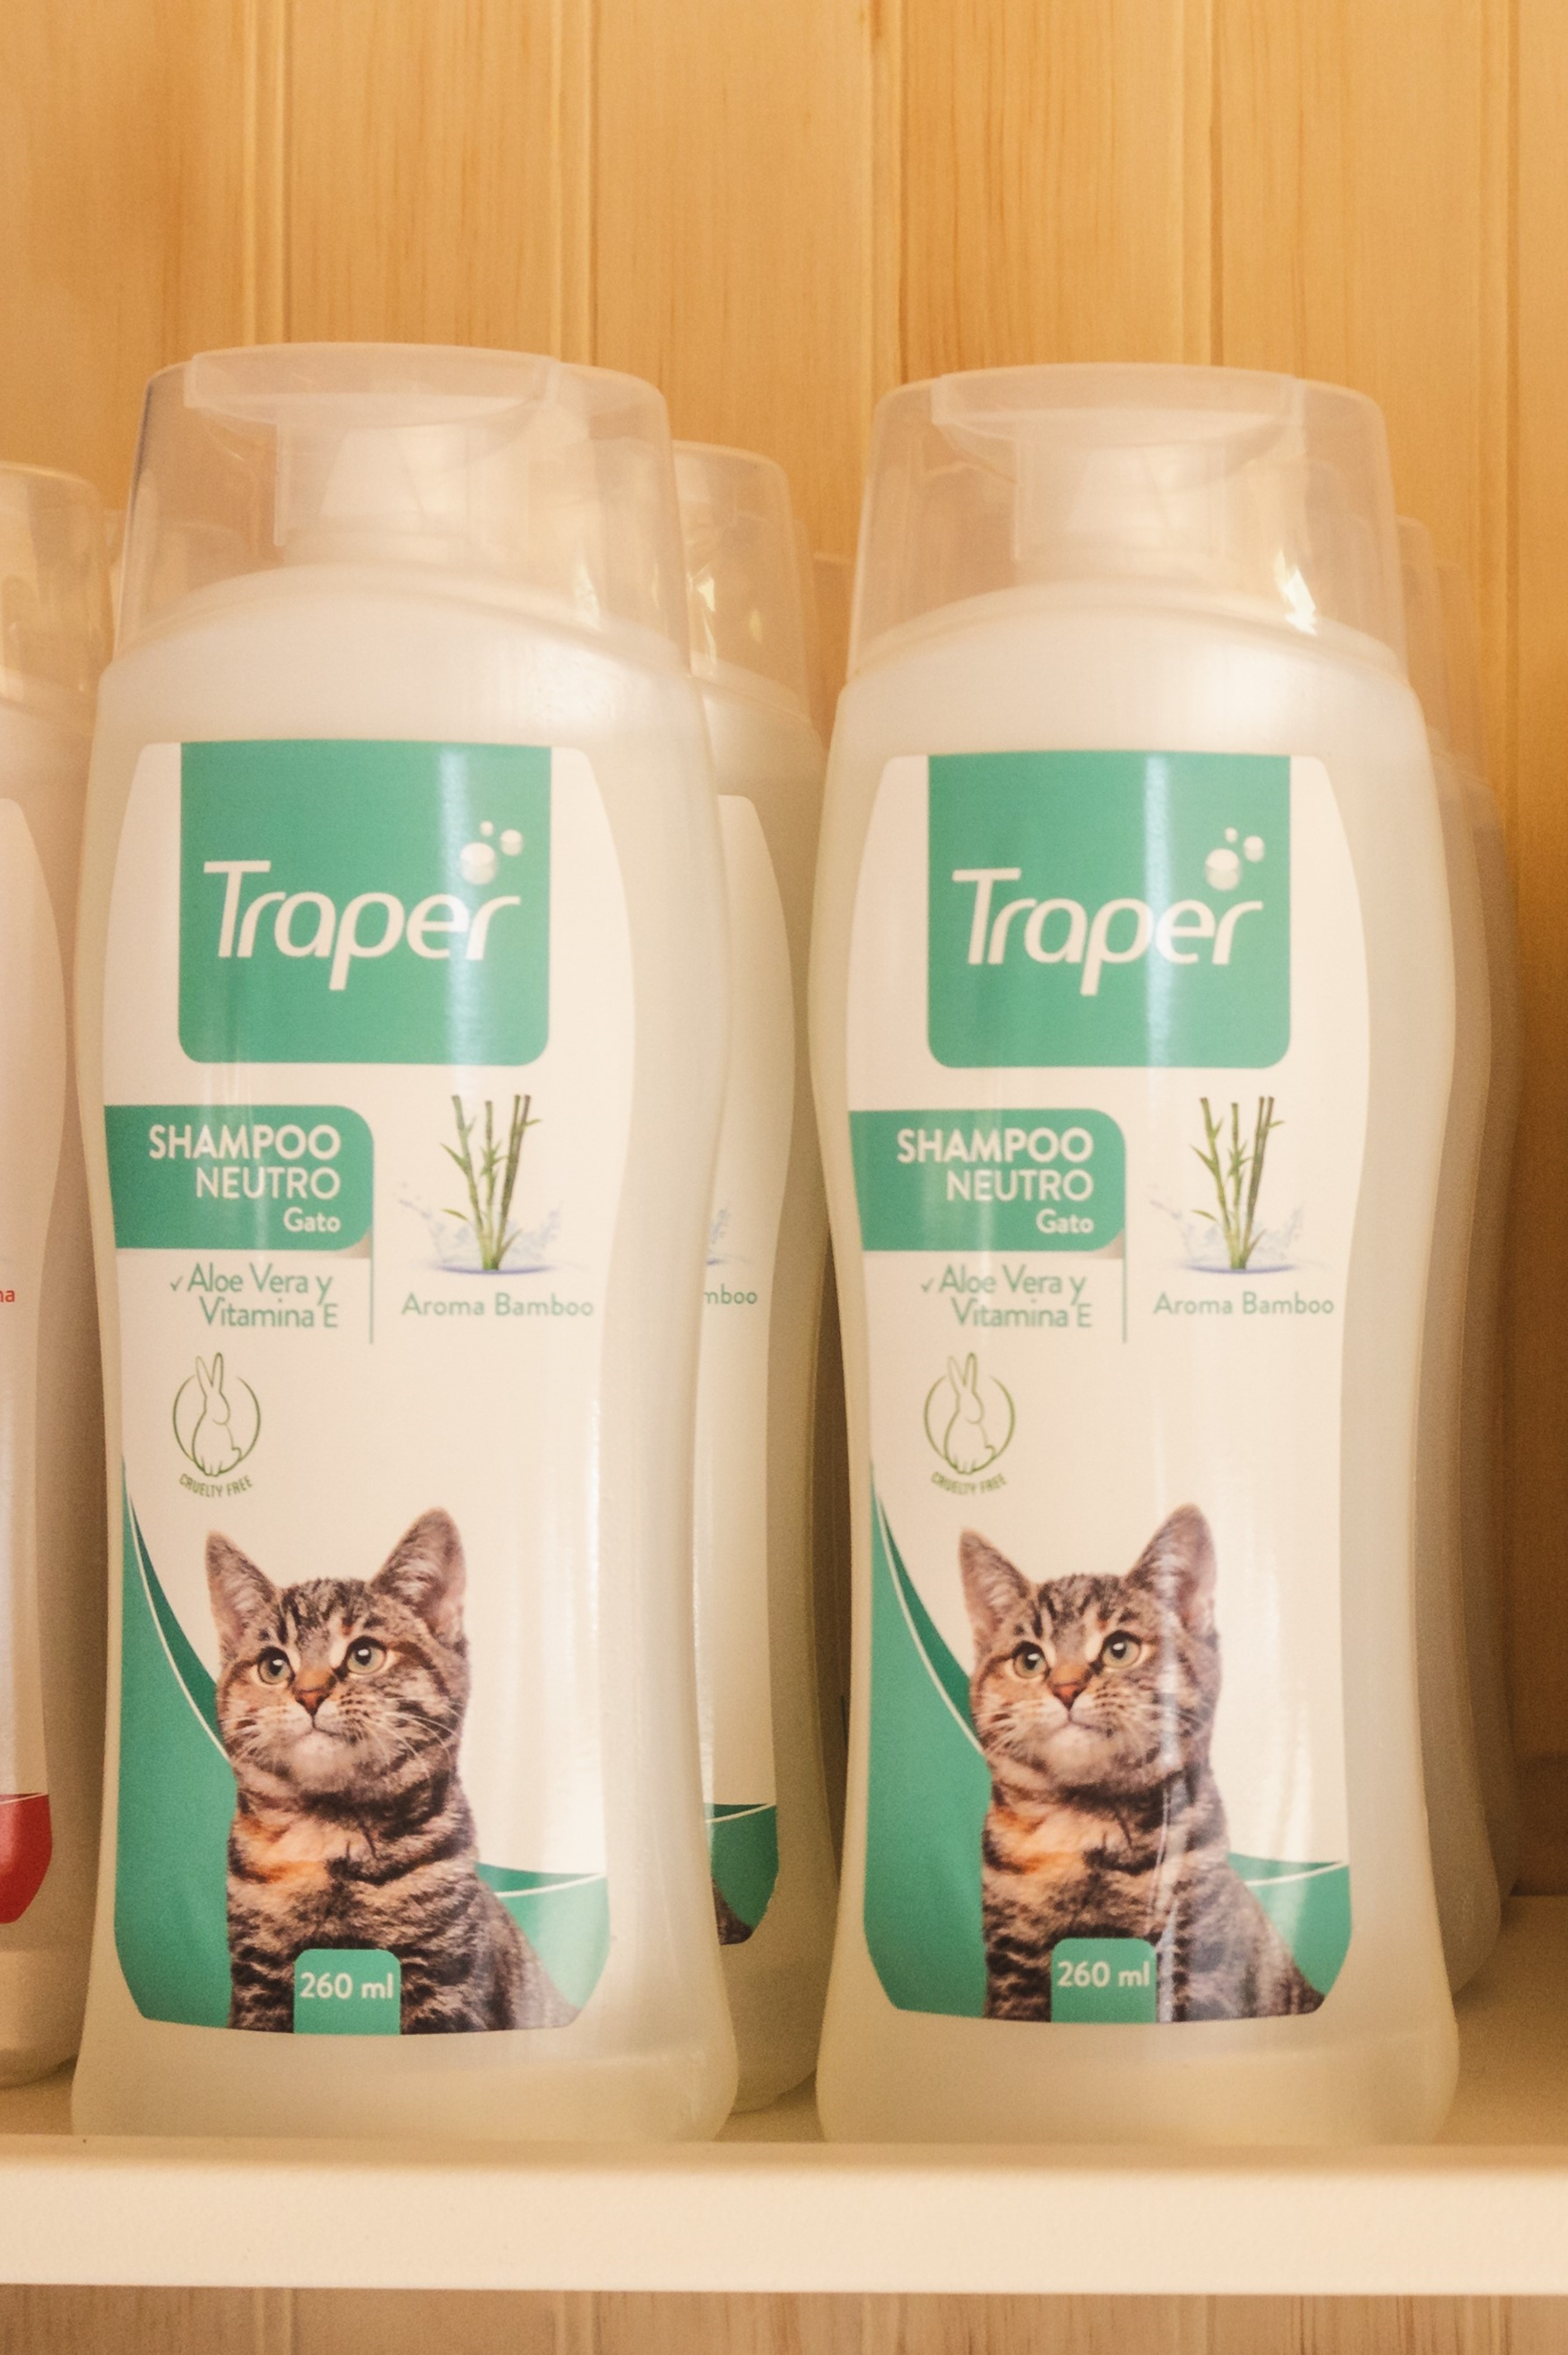 Traper
SHAMPOO
NEUTRO
Gato
✓ Aloe Vera y
Vitamina E
Aroma Bamboo
CRUELTY FREE
260 ml
Traper
SHAMPOO
NEUTRO
Gato
✓ Aloe Vera y
Vitamina E
Aroma Bamboo
CRUELTY FREE
260 ml